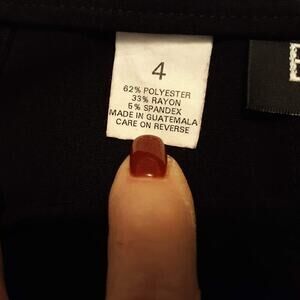 4
62% POLYESTER
33% RAYON
5% SPANDEX
MADE IN GUATEMALA
CARE ON REVERSE
E